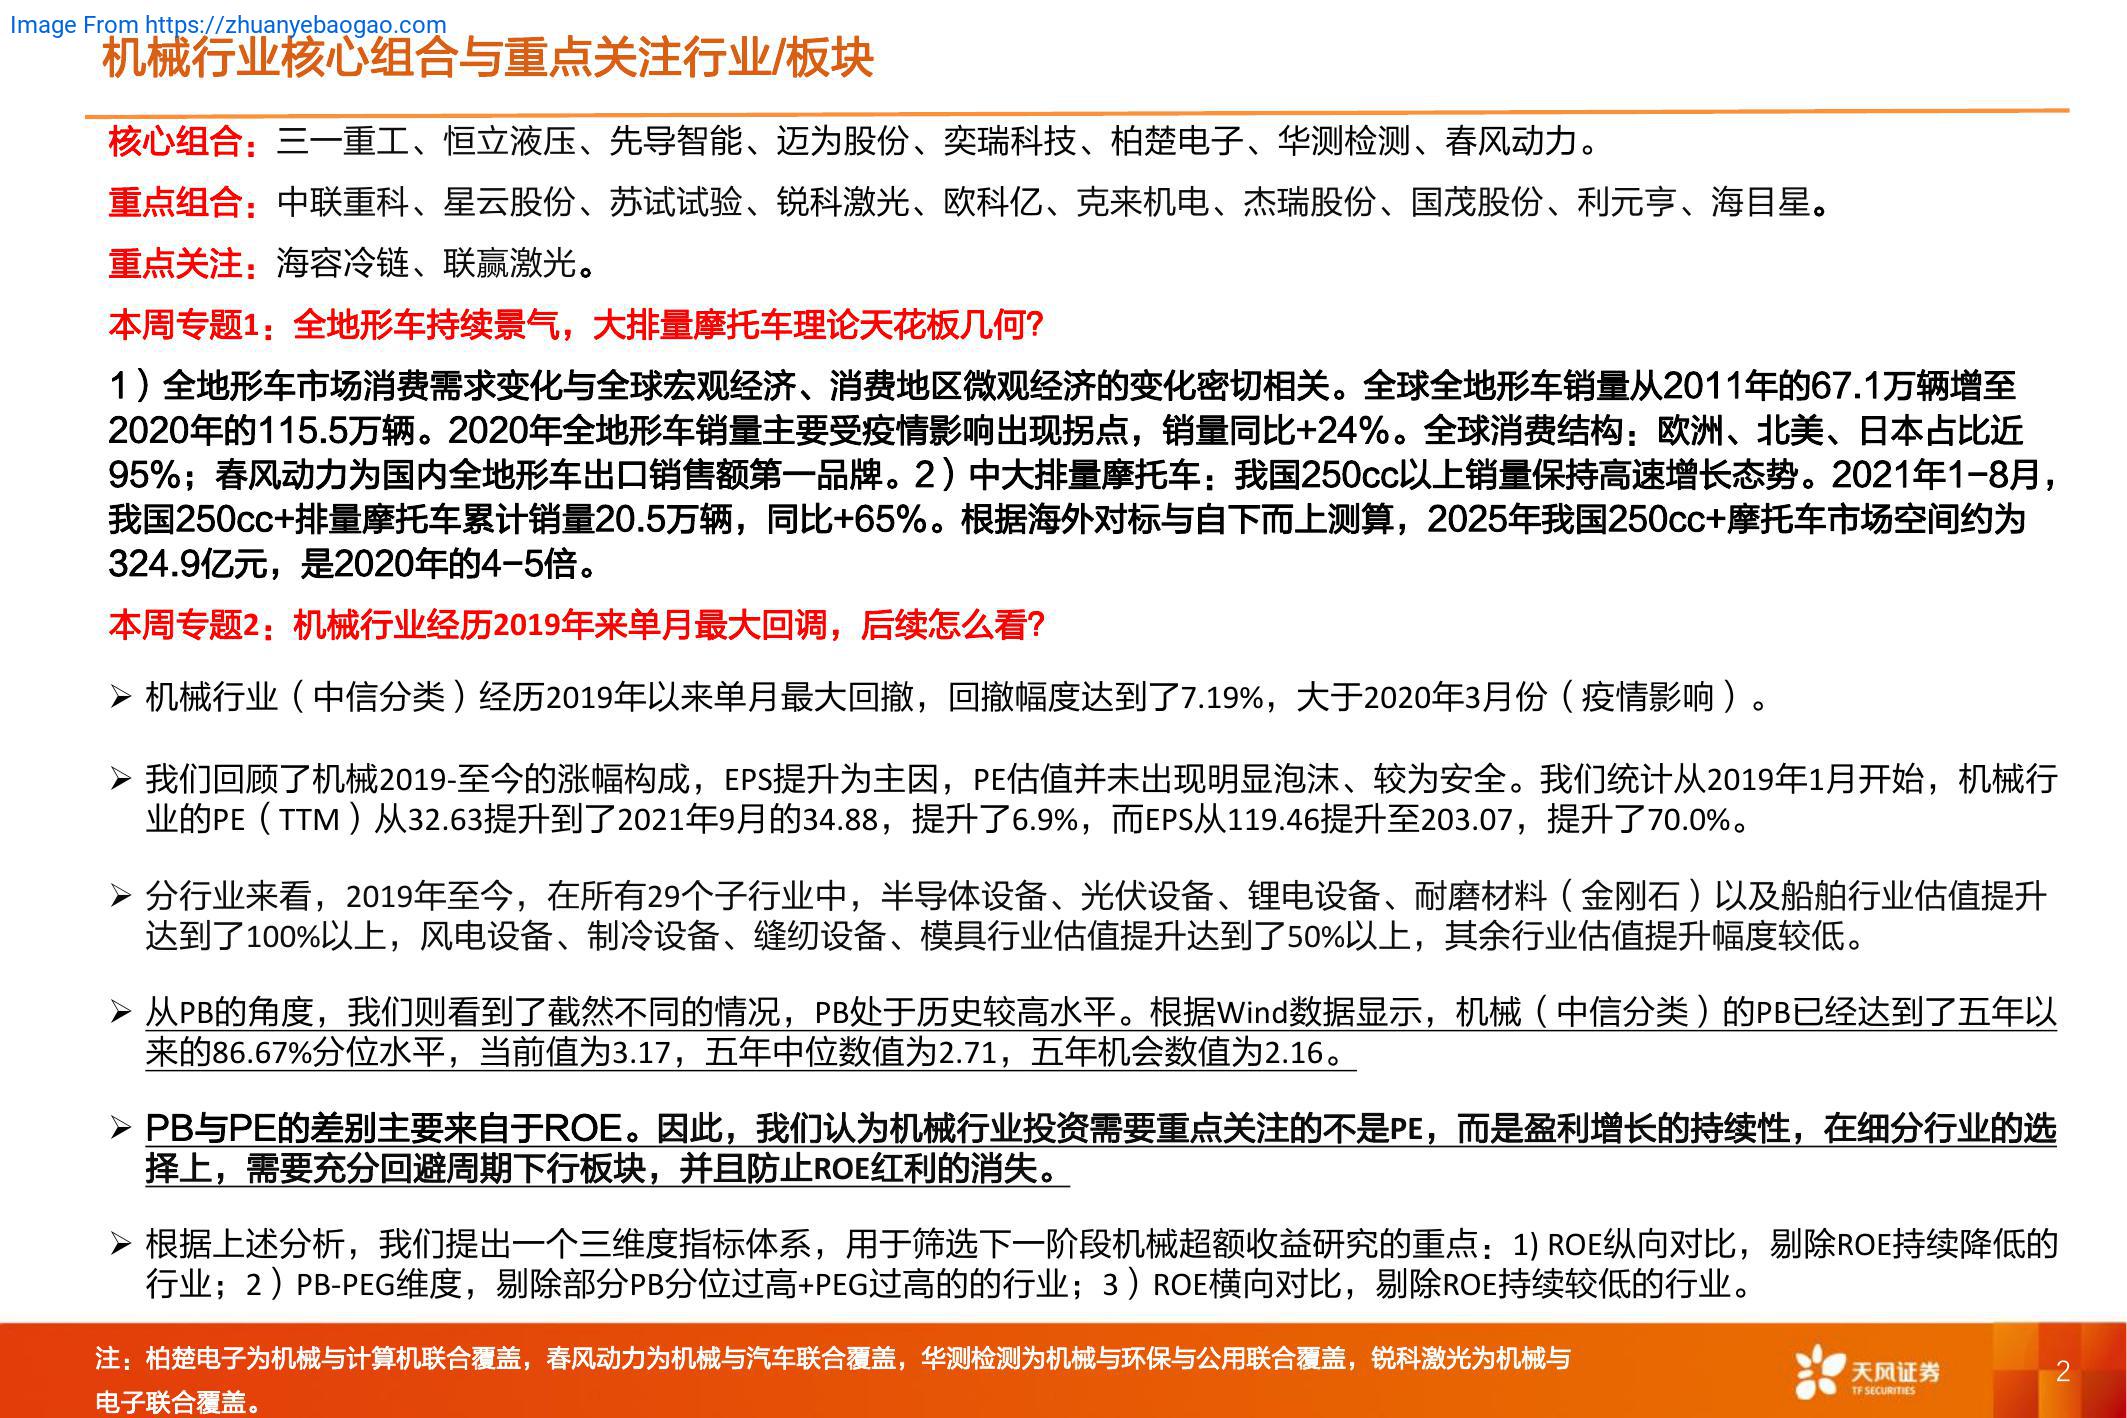 Image From https://zhuanyebaogao.com
机械行业核心组合与重点关注行业/板块
核心组合：三一重工、恒立液压、先导智能、迈为股份、奕瑞科技、柏楚电子、华测检测、春风动力。
重点组合：中联重科、星云股份、苏试试验、锐科激光、欧科亿、克来机电、杰瑞股份、国茂股份、利元亨、海目星。
重点关注：海容冷链、联赢激光。
本周专题1：全地形车持续景气，大排量摩托车理论天花板几何？
1）全地形车市场消费需求变化与全球宏观经济、消费地区微观经济的变化密切相关。全球全地形车销量从2011年的67.1万辆增至
2020年的115.5万辆。2020年全地形车销量主要受疫情影响出现拐点，销量同比+24%。全球消费结构：欧洲、北美、日本占比近
95%；春风动力为国内全地形车出口销售额第一品牌。2）中大排量摩托车：我国250cc以上销量保持高速增长态势。2021年1-8月，
我国250cc+排量摩托车累计销量20.5万辆，同比+65%。根据海外对标与自下而上测算，2025年我国250cc+摩托车市场空间约为
324.9亿元，是2020年的4-5倍。
本周专题2：机械行业经历2019年来单月最大回调，后续怎么看？
➢ 机械行业（中信分类）经历2019年以来单月最大回撤，回撤幅度达到了7.19%，大于2020年3月份（疫情影响）。
➢ 我们回顾了机械2019-至今的涨幅构成，EPS提升为主因，PE估值并未出现明显泡沫、较为安全。我们统计从2019年1月开始，机械行
业的PE（TTM）从32.63提升到了2021年9月的34.88，提升了6.9%，而EPS从119.46提升至203.07，提升了70.0%。
➢ 分行业来看，2019年至今，在所有29个子行业中，半导体设备、光伏设备、锂电设备、耐磨材料（金刚石）以及船舶行业估值提升
达到了100%以上，风电设备、制冷设备、缝纫设备、模具行业估值提升达到了50%以上，其余行业估值提升幅度较低。
➢ 从PB的角度，我们则看到了截然不同的情况，PB处于历史较高水平。根据Wind数据显示，机械（中信分类）的PB已经达到了五年以
来的86.67%分位水平，当前值为3.17，五年中位数值为2.71，五年机会数值为2.16。
➢ PB与PE的差别主要来自于ROE。因此，我们认为机械行业投资需要重点关注的不是PE，而是盈利增长的持续性，在细分行业的选
择上，需要充分回避周期下行板块，并且防止ROE红利的消失。
➢ 根据上述分析，我们提出一个三维度指标体系，用于筛选下一阶段机械超额收益研究的重点：1) ROE纵向对比，剔除ROE持续降低的
行业；2）PB-PEG维度，剔除部分PB分位过高+PEG过高的的行业；3）ROE横向对比，剔除ROE持续较低的行业。
注：柏楚电子为机械与计算机联合覆盖，春风动力为机械与汽车联合覆盖，华测检测为机械与环保与公用联合覆盖，锐科激光为机械与
电子联合覆盖。
天风证券
TF SECURITIES
2